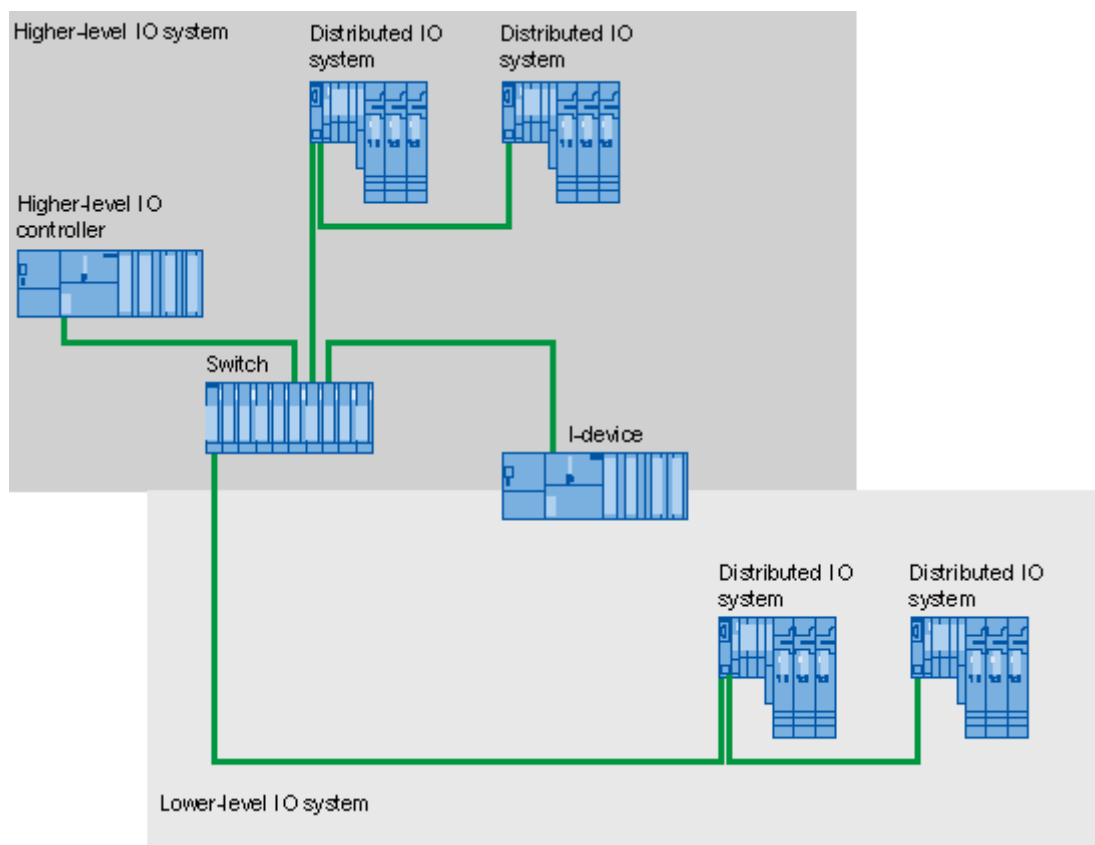 Higher-level IO system
Distributed IO
system
Distributed IO
system
Higher-level IO
controller
Switch
I-device
Distributed IO
system
Distributed IO
system
Lower-level IO system